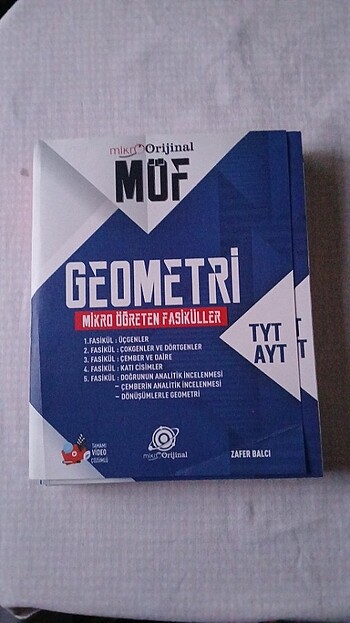 mikro Orijinal
MÖF
GEOMETRİ
MİKRO ÖĞRETEN FASİKÜLLER
1.FASİKÜL : ÜÇGENLER
2. FASİKÜL : ÇOKGENLER VE DÖRTGENLER
3. FASİKÜL : ÇEMBER VE DAİRE
4. FASİKÜL : KATI CİSİMLER
5. FASİKÜL : DOĞRUNUN ANALİTİK İNCELENMESİ
– ÇEMBERİN ANALİTİK İNCELENMESİ
– DÖNÜŞÜMLERLE GEOMETRİ
TYT
AYT
T
T
TAMAMI
VİDEO
ÇÖZÜMLÜ
mikro Orijinal
ZAFER BALCI